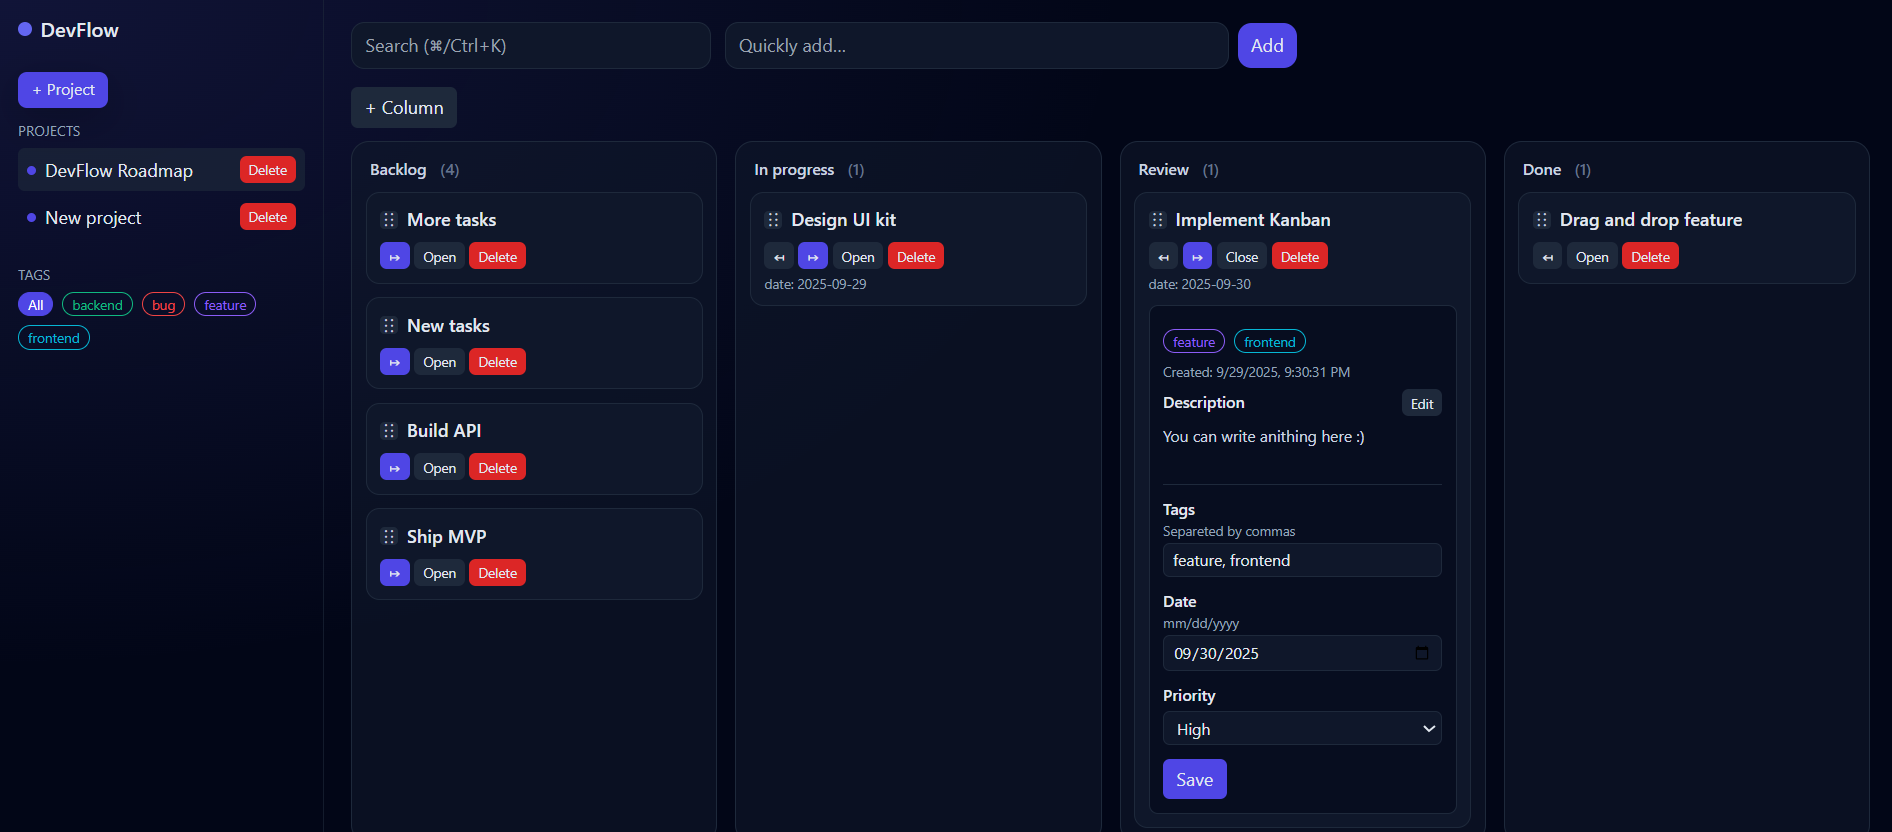 DevFlow
+ Project
PROJECTS
DevFlow Roadmap Delete
New project Delete
TAGS
All backend bug feature
frontend
Search (⌘/Ctrl+K) Quickly add... Add
+ Column
Backlog (4)
More tasks
↦ Open Delete
New tasks
↦ Open Delete
Build API
↦ Open Delete
Ship MVP
↦ Open Delete
In progress (1)
Design UI kit
↤ ↦ Open Delete
date: 2025-09-29
Review (1)
Implement Kanban
↤ ↦ Close Delete
date: 2025-09-30
feature frontend
Created: 9/29/2025, 9:30:31 PM
Description Edit
You can write anithing here :)
Tags
Separeted by commas
feature, frontend
Date
mm/dd/yyyy
09/30/2025
Priority
High
Save
Done (1)
Drag and drop feature
↤ Open Delete